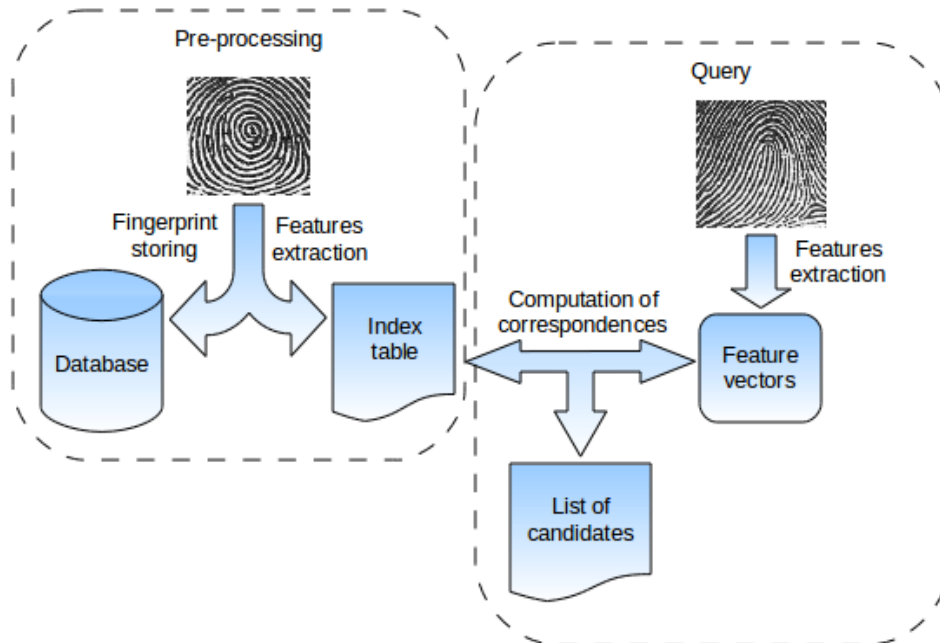 Pre-processing
Fingerprint
storing
Features
extraction
Database
Index
table
Query
Features
extraction
Computation of
correspondences
Feature
vectors
List of
candidates